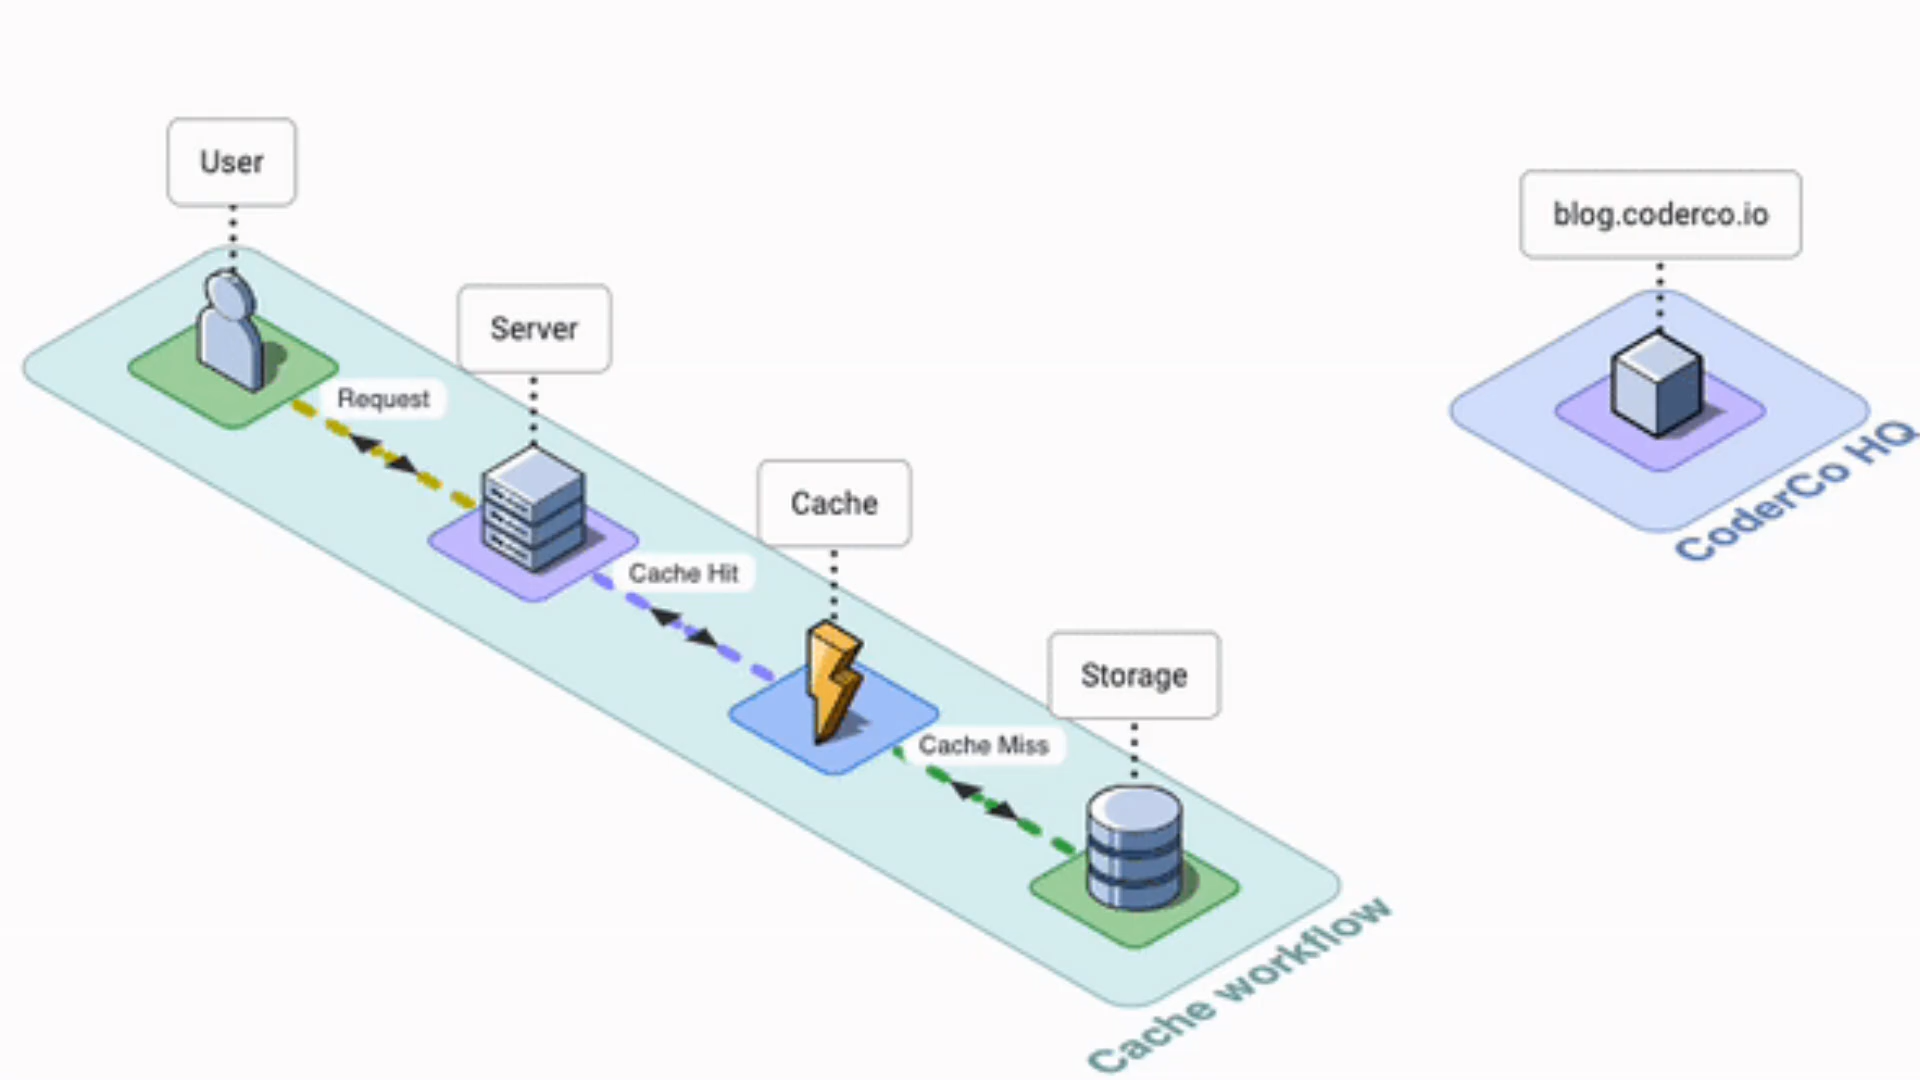 User
blog.coderco.io
Server
Request
CoderCo HQ
Cache
Cache Hit
Storage
Cache Miss
Cache workflow